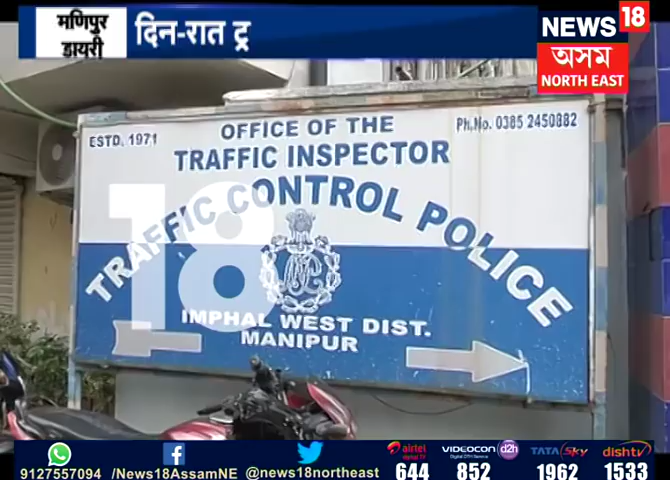 मणिपुर
डायरी
दिन-रात ट्र
NEWS 18
অসম
NORTH EAST
ESTD. 1971
OFFICE OF THE
Ph.No. 0385 2450882
TRAFFIC INSPECTOR
TRAFFIC CONTROL POLICE
18
IMPHAL WEST DIST.
MANIPUR
9127557094 /News18AssamNE @news18northeast
airtel 644
VIDEOCON d2h 852
TATA Sky 1962
dishtv 1533